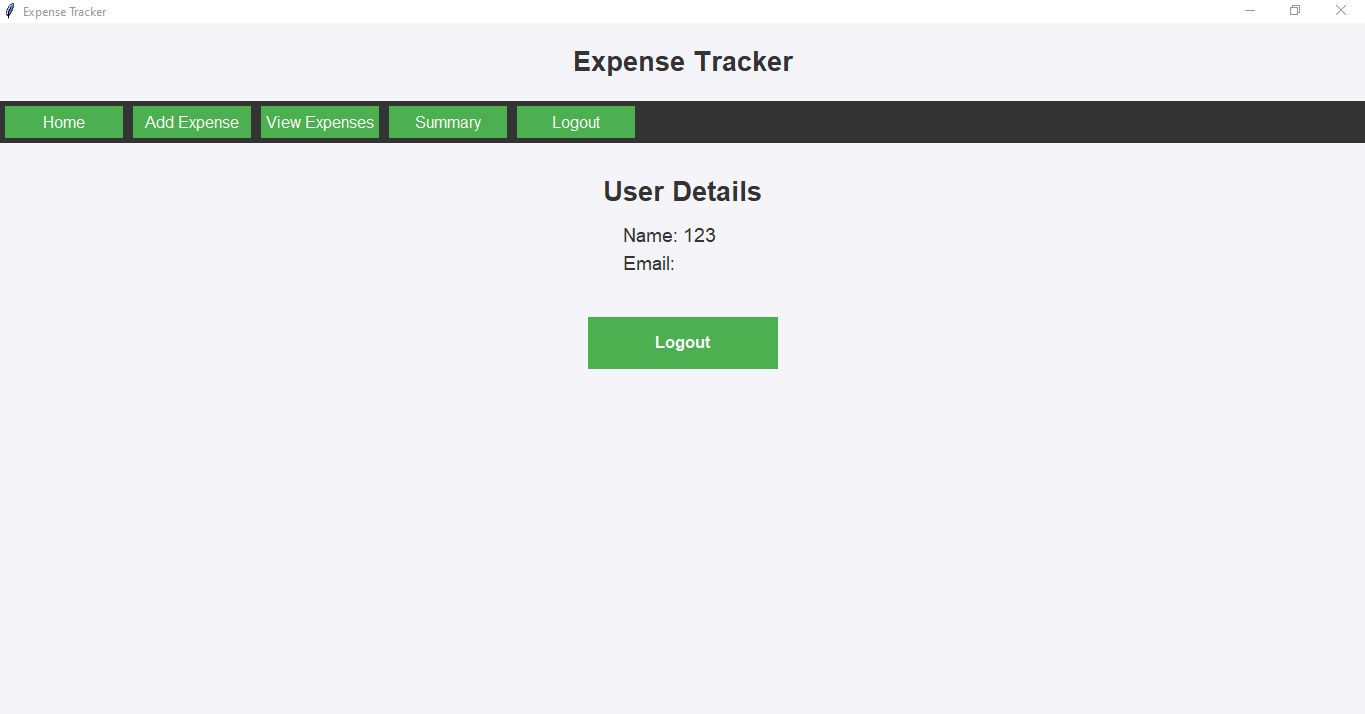 Expense Tracker
Expense Tracker
Home Add Expense View Expenses Summary Logout
User Details
Name: 123
Email:
Logout